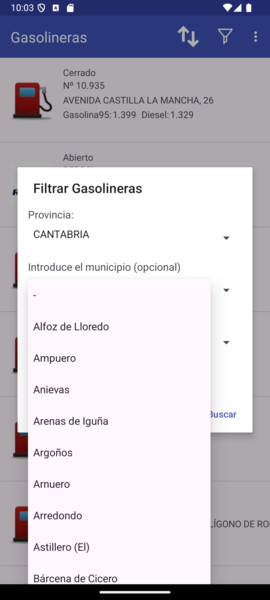 10:03
Gasolineras
Cerrado
Nº 10.935
AVENIDA CASTILLA LA MANCHA, 26
Gasolina95: 1.399 Diesel: 1.329
Abierto
Filtrar Gasolineras
Provincia:
CANTABRIA
Introduce el municipio (opcional)
-
Alfoz de Lloredo
Ampuero
Anievas
Arenas de Iguña
Argoños
Arnuero
Buscar
Arredondo
LÍGONO DE RO
Astillero (El)
Bárcena de Cicero